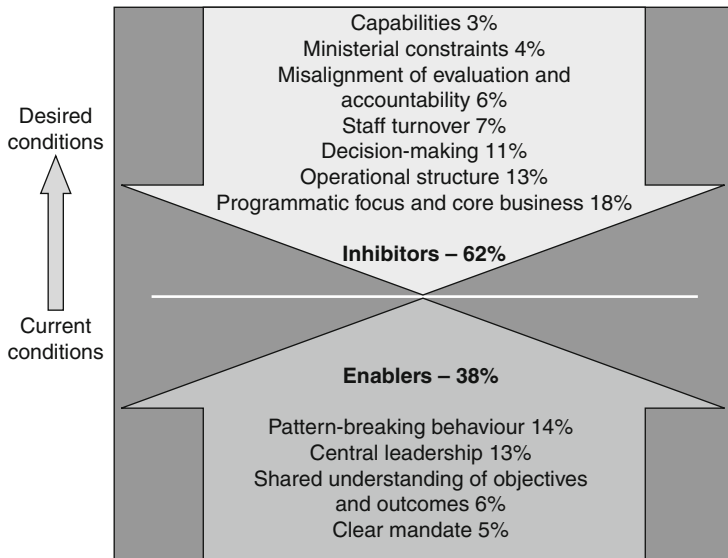 Capabilities 3%
Ministerial constraints 4%
Misalignment of evaluation and
accountability 6%
Staff turnover 7%
Decision-making 11%
Operational structure 13%
Programmatic focus and core business 18%
Inhibitors – 62%
Desired
conditions
Current
conditions
Enablers – 38%
Pattern-breaking behaviour 14%
Central leadership 13%
Shared understanding of objectives
and outcomes 6%
Clear mandate 5%